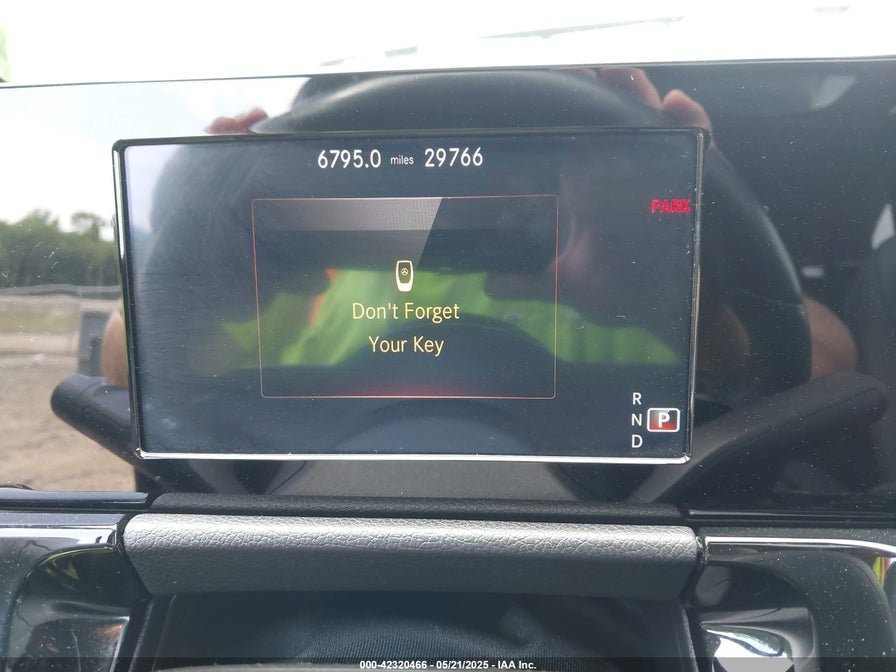 6795.0 miles 29766
PARK
Don't Forget
Your Key
R
N P
D
000-42320466 - 05/21/2025 - IAA Inc.